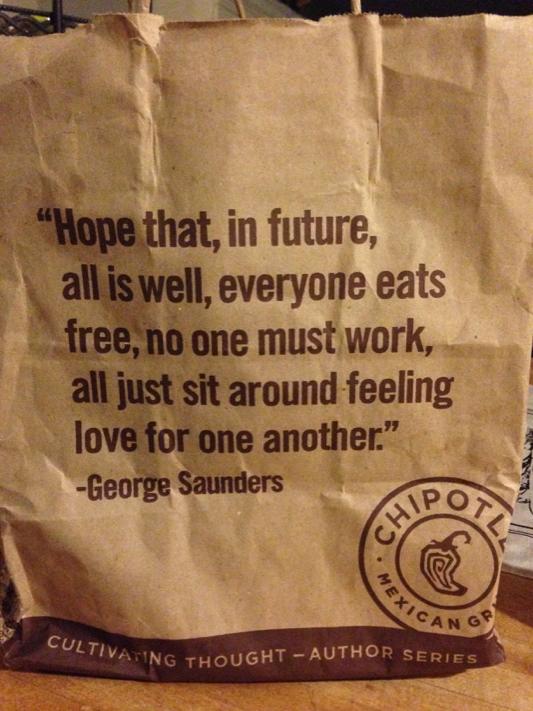 “Hope that, in future,
all is well, everyone eats
free, no one must work,
all just sit around feeling
love for one another.”
-George Saunders
CHIPOTL
MEXICAN GR
CULTIVATING THOUGHT – AUTHOR SERIES